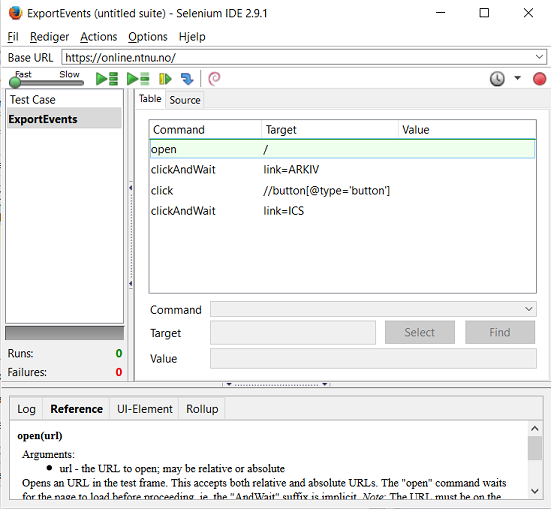 ExportEvents (untitled suite) - Selenium IDE 2.9.1
Fil Rediger Actions Options Hjelp
Base URL https://online.ntnu.no/
Fast Slow
Test Case
ExportEvents
Table Source
Command Target Value
open /
clickAndWait link=ARKIV
click //button[@type='button']
clickAndWait link=ICS
Command
Target Select Find
Value
Runs: 0
Failures: 0
Log Reference UI-Element Rollup
open(url)
Arguments:
url - the URL to open; may be relative or absolute
Opens an URL in the test frame. This accepts both relative and absolute URLs. The "open" command waits
for the page to load before proceeding, ie. the "AndWait" suffix is implicit. Note: The URL must be on the